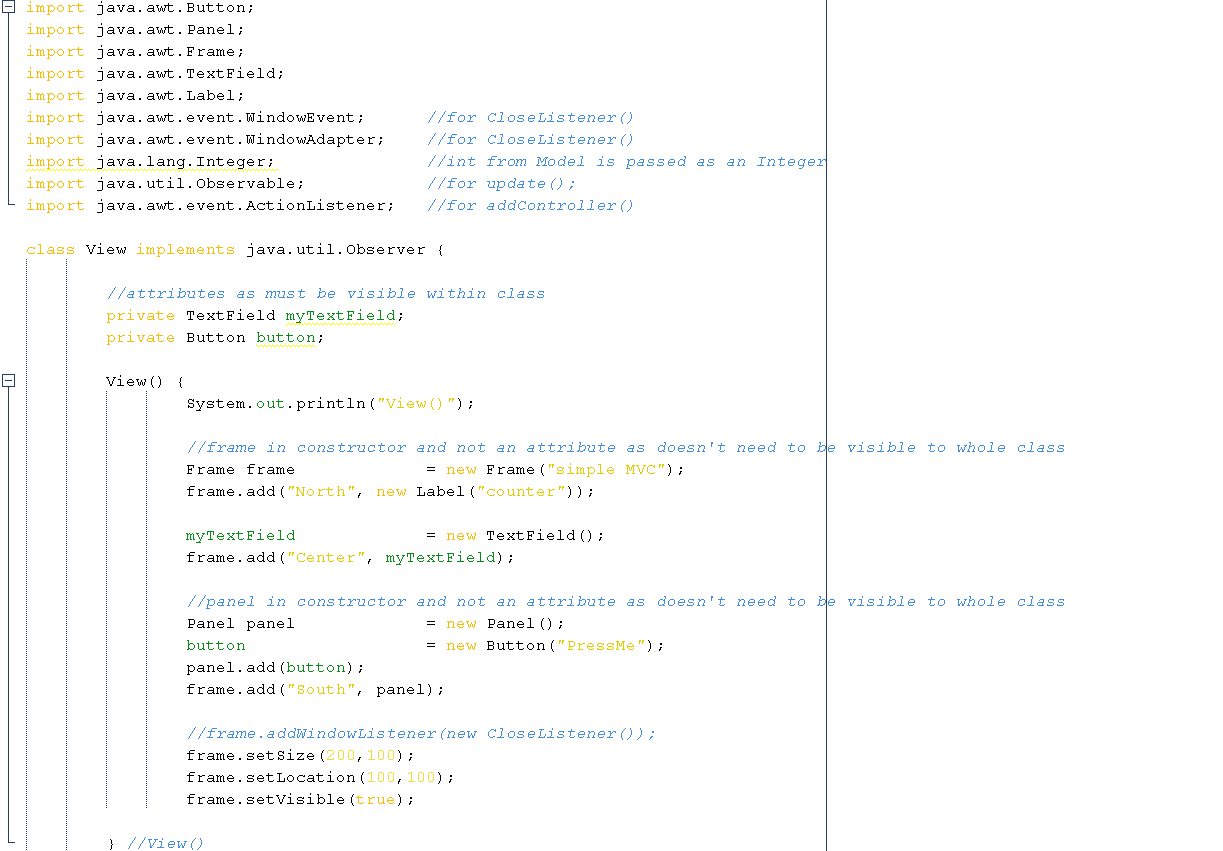 import java.awt.Button;
import java.awt.Panel;
import java.awt.Frame;
import java.awt.TextField;
import java.awt.Label;
import java.awt.event.WindowEvent;      //for CloseListener()
import java.awt.event.WindowAdapter;    //for CloseListener()
import java.lang.Integer;               //int from Model is passed as an Integer
import java.util.Observable;            //for update();
import java.awt.event.ActionListener;   //for addController()
class View implements java.util.Observer {
        //attributes as must be visible within class
        private TextField myTextField;
        private Button button;
        View() {
                System.out.println("View()");
                //frame in constructor and not an attribute as doesn't need to be visible to whole class
                Frame frame             = new Frame("simple MVC");
                frame.add("North", new Label("counter"));
                myTextField             = new TextField();
                frame.add("Center", myTextField);
                //panel in constructor and not an attribute as doesn't need to be visible to whole class
                Panel panel             = new Panel();
                button                  = new Button("PressMe");
                panel.add(button);
                frame.add("South", panel);
                //frame.addWindowListener(new CloseListener());
                frame.setSize(200,100);
                frame.setLocation(100,100);
                frame.setVisible(true);
        } //View()